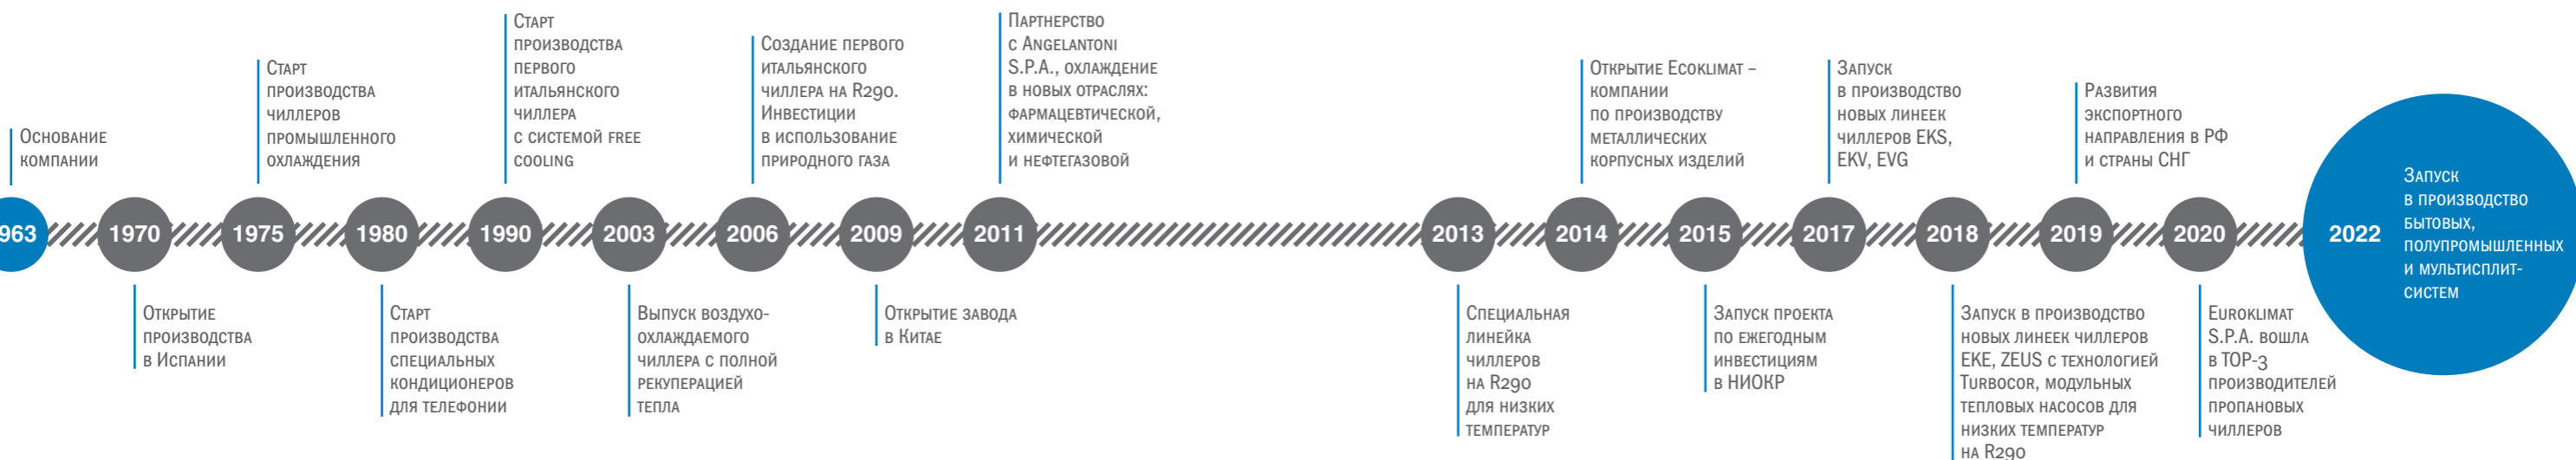 963
Основание
компании
1970
Открытие
производства
в Испании
1975
Старт
производства
чиллеров
промышленного
охлаждения
1980
Старт
производства
специальных
кондиционеров
для телефонии
1990
Старт
производства
первого
итальянского
чиллера
с системой free
cooling
2003
Выпуск воздухо-
охлаждаемого
чиллера с полной
рекуперацией
тепла
2006
Создание первого
итальянского
чиллера на R290.
Инвестиции
в использование
природного газа
2009
Открытие завода
в Китае
2011
Партнерство
с Angelantoni
S.P.A., охлаждение
в новых отраслях:
фармацевтической,
химической
и нефтегазовой
2013
Специальная
линейка
чиллеров
на R290
для низких
температур
2014
Открытие Ecoklimat –
компании
по производству
металлических
корпусных изделий
2015
Запуск проекта
по ежегодным
инвестициям
в НИОКР
2017
Запуск
в производство
новых линеек
чиллеров EKS,
EKV, EVG
2018
Запуск в производство
новых линеек чиллеров
EKE, ZEUS с технологией
Turbocor, модульных
тепловых насосов для
низких температур
на R290
2019
Развития
экспортного
направления в РФ
и страны СНГ
2020
Euroklimat
S.P.A. вошла
в TOP-3
производителей
пропановых
чиллеров
2022
Запуск
в производство
бытовых,
полупромышленных
и мультисплит-
систем